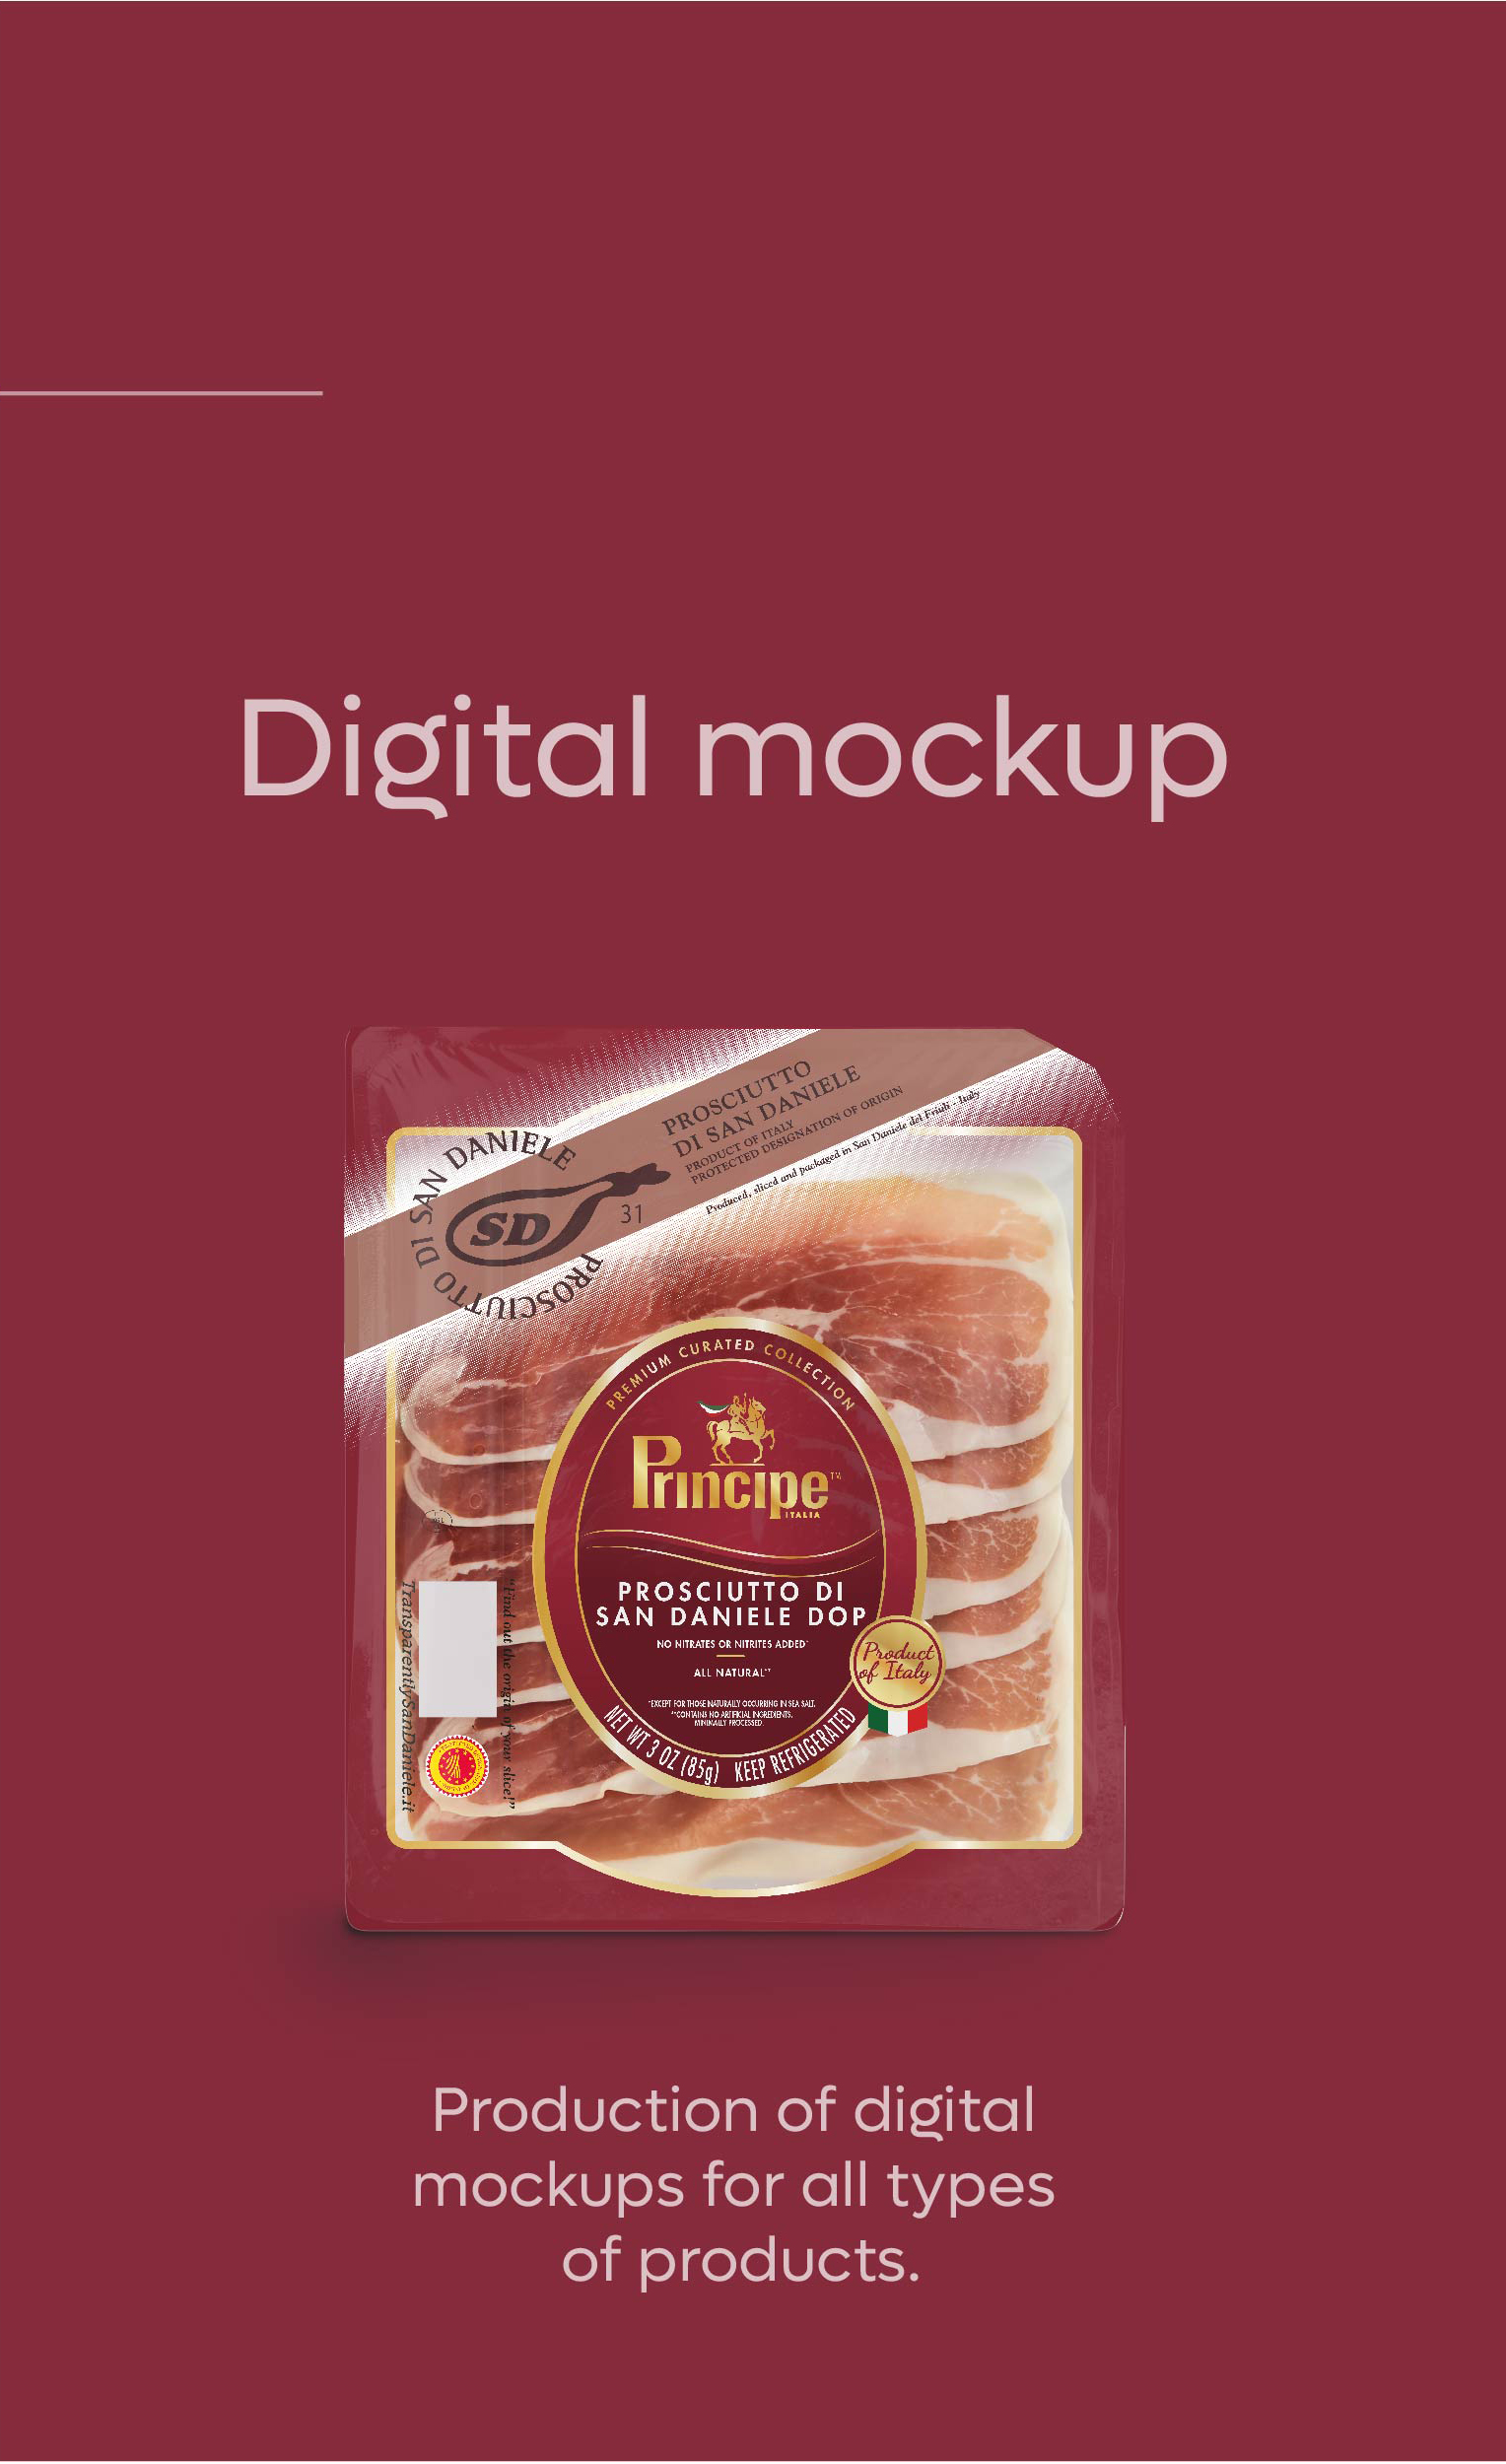 Digital mockup
PROSCIUTTO
DI SAN DANIELE
PRODUCT OF ITALY
PROTECTED DESIGNATION OF ORIGIN
Produced, sliced and packaged in San Daniele del Friuli - Italy
PROSCIUTTO DI SAN DANIELE
SD
31
PREMIUM CURATED COLLECTION
Principe™
ITALIA
PROSCIUTTO DI
SAN DANIELE DOP
NO NITRATES OR NITRITES ADDED*
ALL NATURAL**
*EXCEPT FOR THOSE NATURALLY OCCURRING IN SEA SALT.
**CONTAINS NO ARTIFICIAL INGREDIENTS,
MINIMALLY PROCESSED.
NET WT 3 OZ (85g) KEEP REFRIGERATED
Product
of Italy
"Find out the origin of your slice!"
TransparentlySanDaniele.it
Production of digital
mockups for all types
of products.